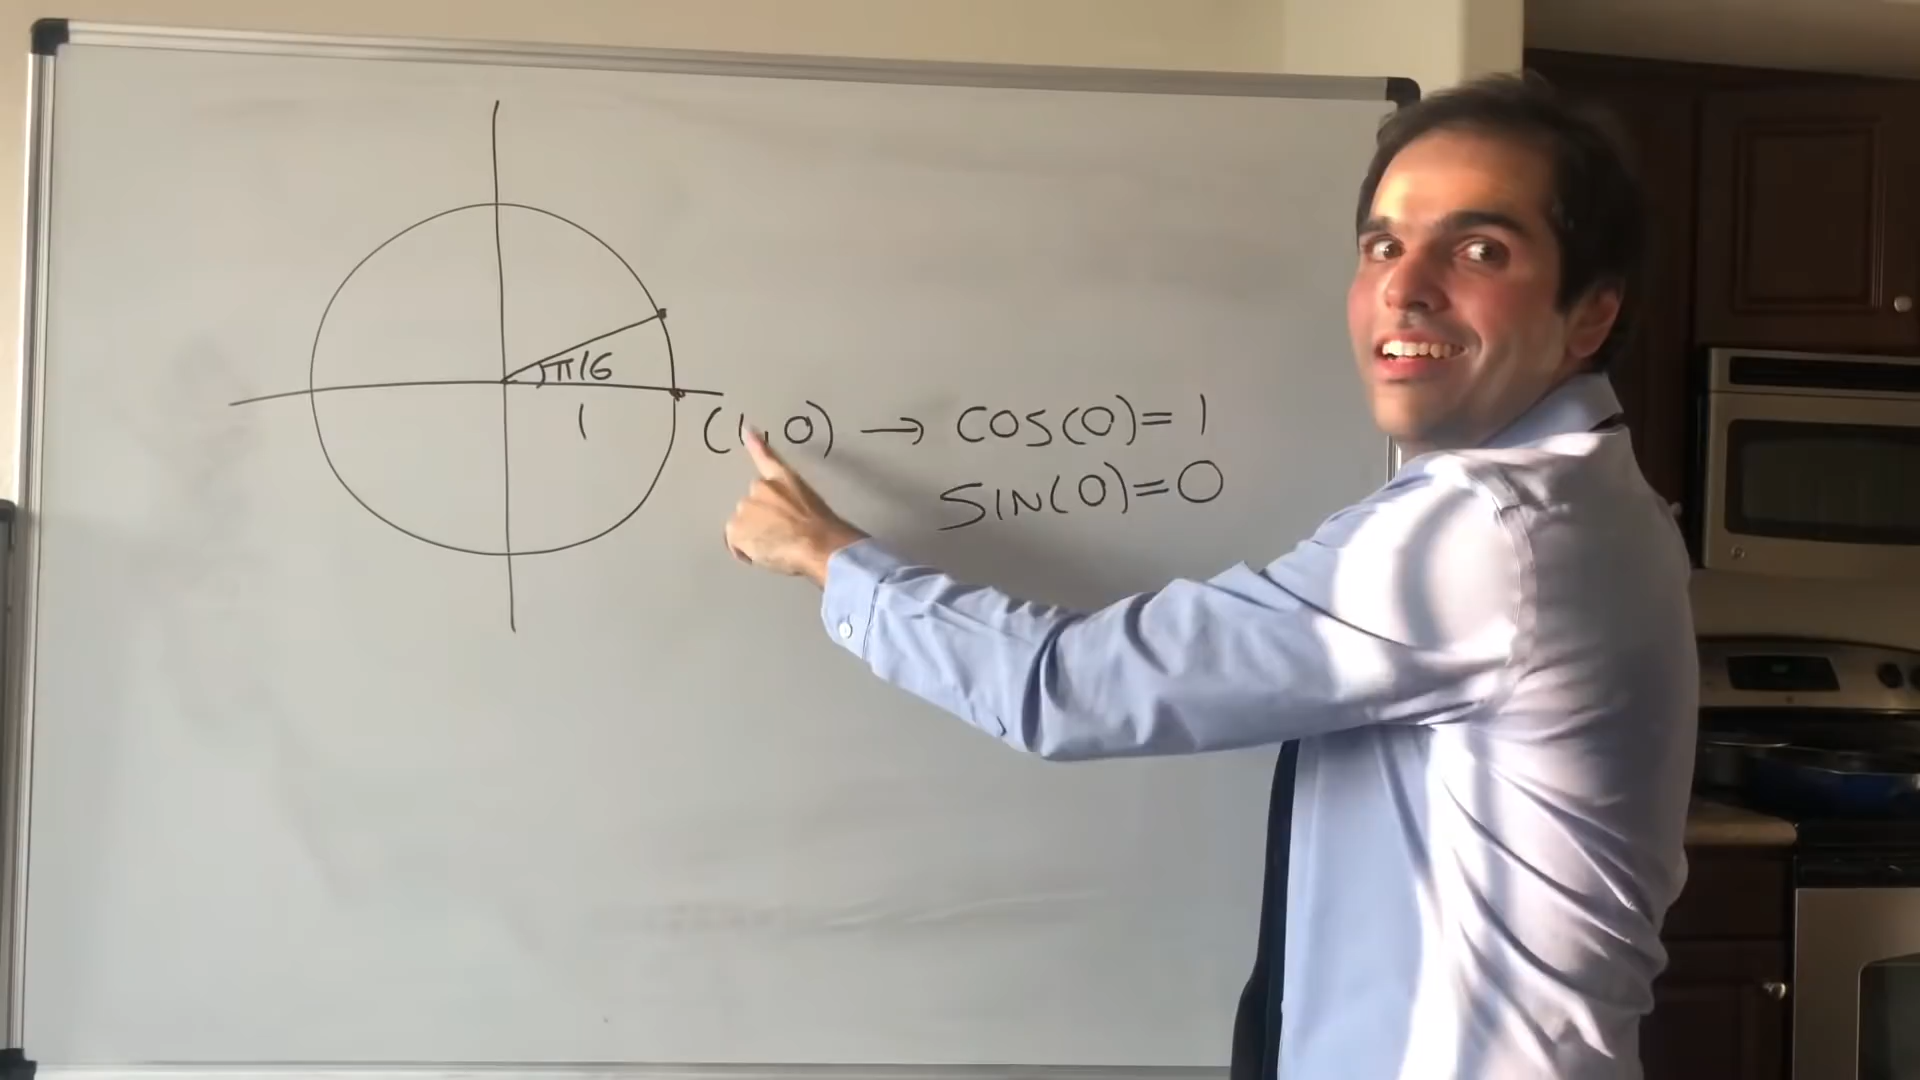 π/6
1
(1,0) → COS(0)=1
SIN(0)=0